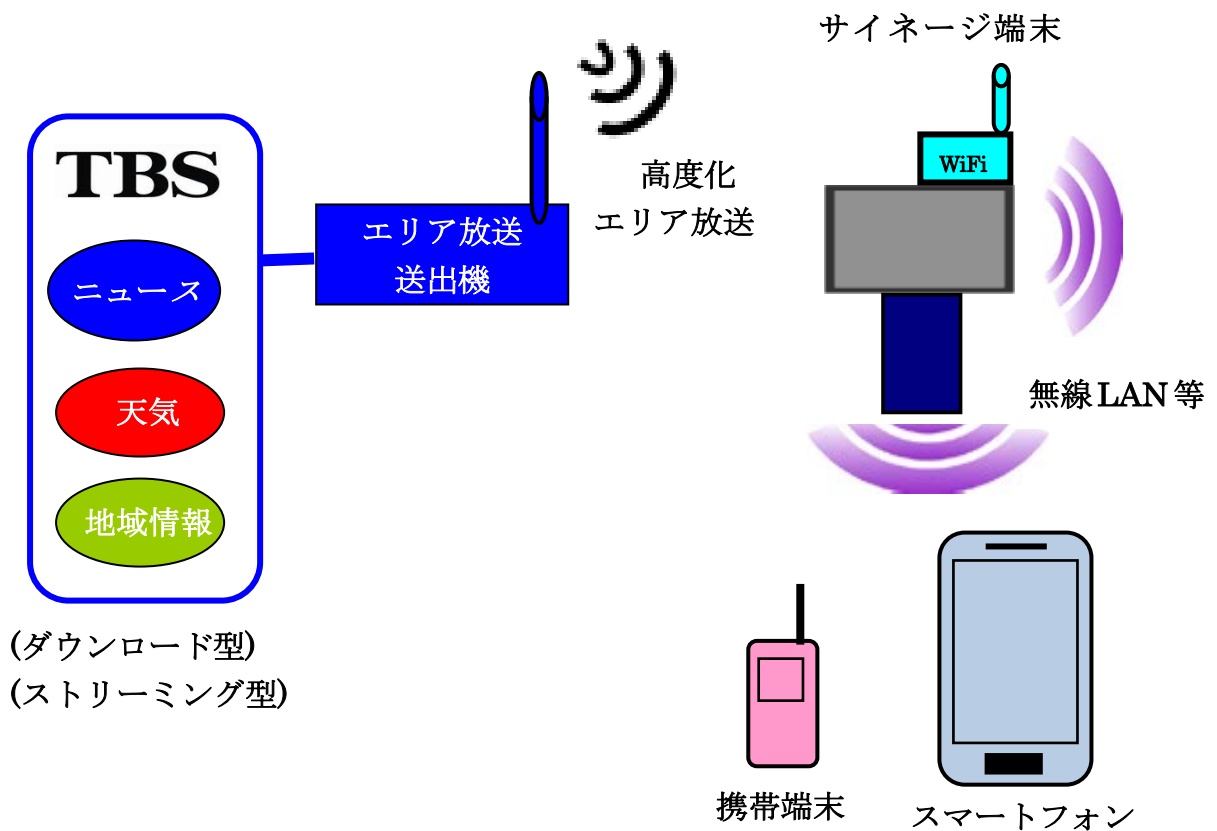 TBS
ニュース
天気
地域情報
(ダウンロード型)
(ストリーミング型)
エリア放送
送出機
高度化
エリア放送
サイネージ端末
WiFi
無線LAN等
携帯端末
スマートフォン